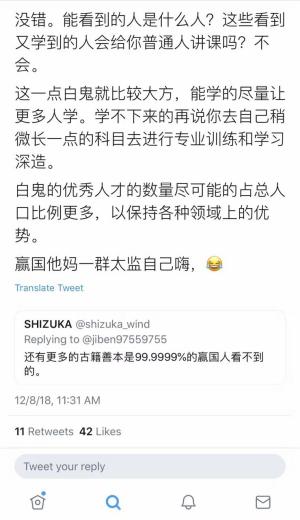 没错。能看到的人是什么人？这些看到
又学到的人会给你普通人讲课吗？不
会。
这一点白鬼就比较大方，能学的尽量让
更多人学。学不下来的再说你去自己稍
微长一点的科目去进行专业训练和学习
深造。
白鬼的优秀人才的数量尽可能的占总人
口比例更多，以保持各种领域上的优
势。
赢国他妈一群太监自己嗨，😂
Translate Tweet
SHIZUKA @shizuka_wind
Replying to @jiben97559755
还有更多的古籍善本是99.9999%的赢国人看不到
的。
12/8/18, 11:31 AM
11 Retweets 42 Likes
Tweet your reply